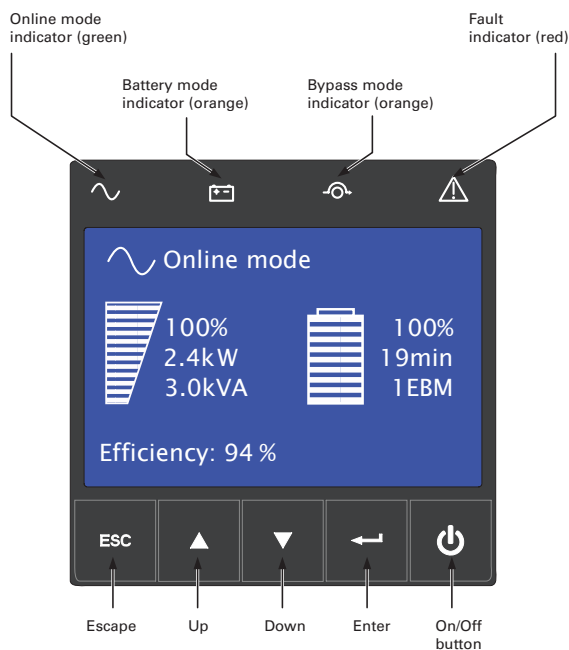 Online mode
indicator (green)
Fault
indicator (red)
Battery mode
indicator (orange)
Bypass mode
indicator (orange)
Online mode
100%
2.4kW
3.0kVA
100%
19min
1EBM
Efficiency: 94 %
ESC
Escape
Up
Down
Enter
On/Off
button